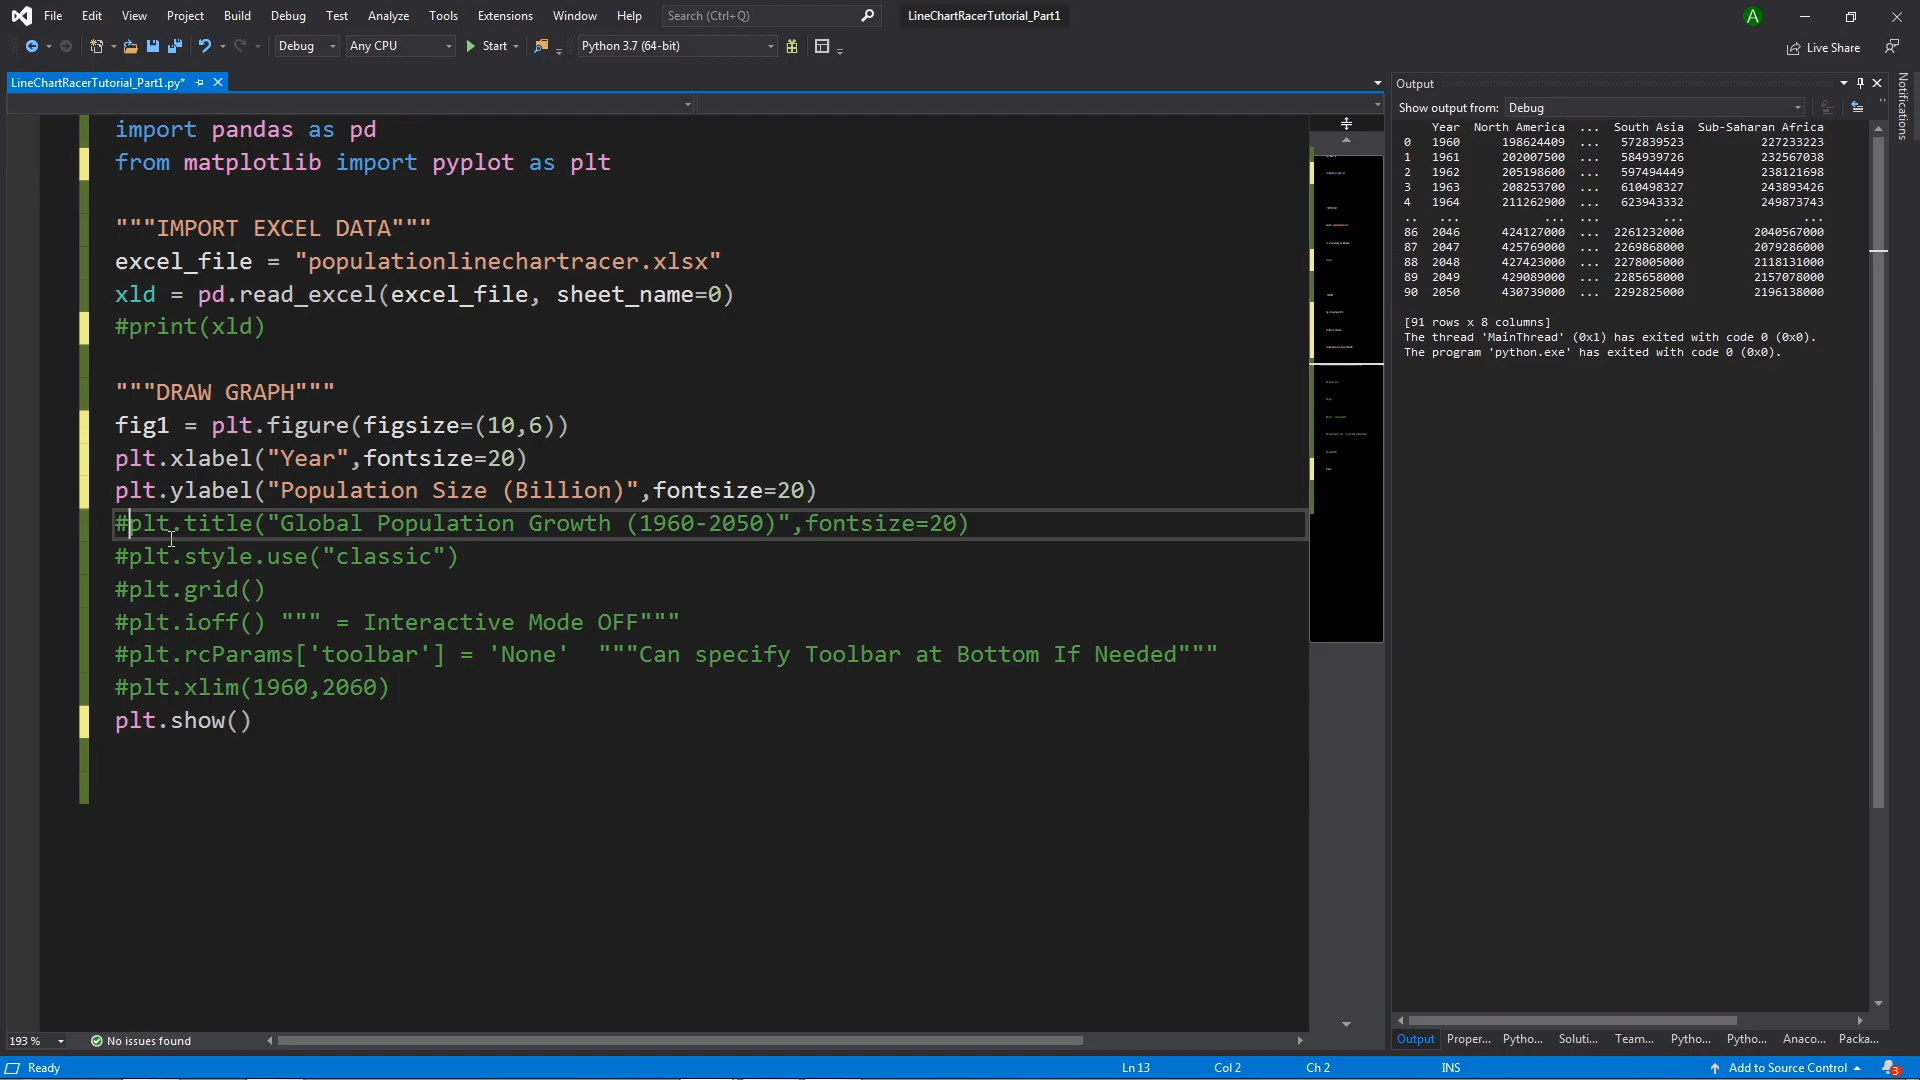 File Edit View Project Build Debug Test Analyze Tools Extensions Window Help Search (Ctrl+Q) LineChartRacerTutorial_Part1 A
Debug Any CPU Start Python 3.7 (64-bit) Live Share
LineChartRacerTutorial_Part1.py*
import pandas as pd
from matplotlib import pyplot as plt
"""IMPORT EXCEL DATA"""
excel_file = "populationlinechartracer.xlsx"
xld = pd.read_excel(excel_file, sheet_name=0)
#print(xld)
"""DRAW GRAPH"""
fig1 = plt.figure(figsize=(10,6))
plt.xlabel("Year",fontsize=20)
plt.ylabel("Population Size (Billion)",fontsize=20)
#plt.title("Global Population Growth (1960-2050)",fontsize=20)
#plt.style.use("classic")
#plt.grid()
#plt.ioff() """ = Interactive Mode OFF"""
#plt.rcParams['toolbar'] = 'None'  """Can specify Toolbar at Bottom If Needed"""
#plt.xlim(1960,2060)
plt.show()
193 % No issues found
Output
Show output from: Debug
Year North America ... South Asia Sub-Saharan Africa
0 1960 198624409 ... 572839523 227233223
1 1961 202007500 ... 584939726 232567038
2 1962 205198600 ... 597494449 238121698
3 1963 208253700 ... 610498327 243893426
4 1964 211262900 ... 623943332 249873743
.. ... ... ... ... ...
86 2046 424127000 ... 2261232000 2040567000
87 2047 425769000 ... 2269868000 2079286000
88 2048 427423000 ... 2278005000 2118131000
89 2049 429089000 ... 2285658000 2157078000
90 2050 430739000 ... 2292825000 2196138000
[91 rows x 8 columns]
The thread 'MainThread' (0x1) has exited with code 0 (0x0).
The program 'python.exe' has exited with code 0 (0x0).
Output Proper... Pytho... Soluti... Team... Pytho... Pytho... Anaco... Packa...
Notifications
Ready Ln 13 Col 2 Ch 2 INS Add to Source Control 3